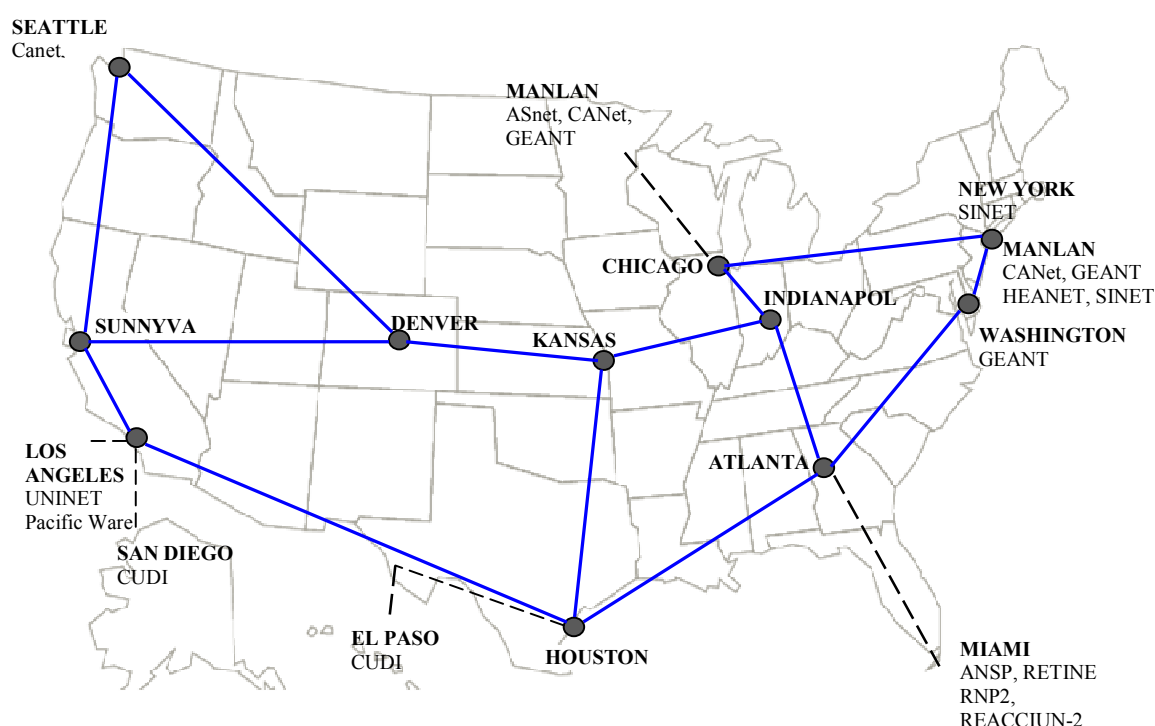 SEATTLE
Canet.
MANLAN
ASnet, CANet,
GEANT
NEW YORK
SINET
MANLAN
CANet, GEANT
HEANET, SINET
CHICAGO
INDIANAPOL
SUNNYVA
DENVER
KANSAS
WASHINGTON
GEANT
LOS
ANGELES
UNINET
Pacific Ware
ATLANTA
SAN DIEGO
CUDI
EL PASO
CUDI
HOUSTON
MIAMI
ANSP, RETINE
RNP2,
REACCIUN-2